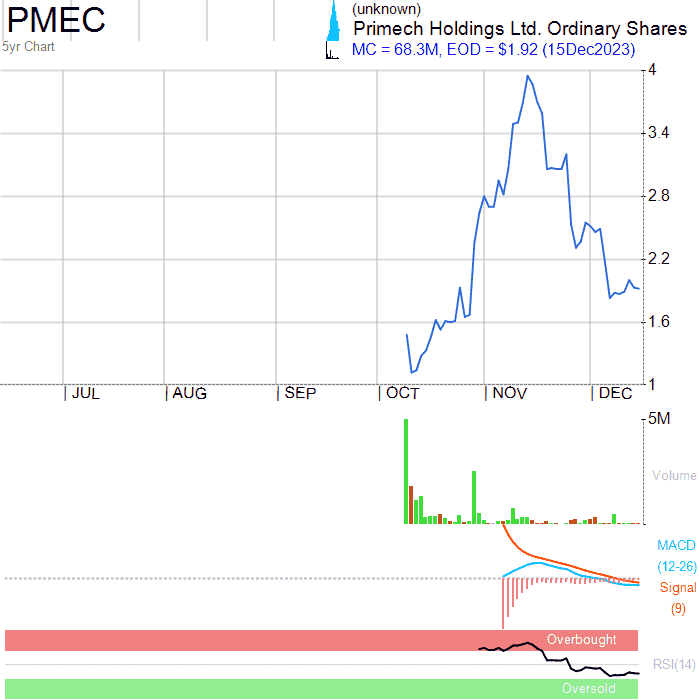 PMEC
5yr Chart
(unknown)
Primech Holdings Ltd. Ordinary Shares
MC = 68.3M, EOD = $1.92 (15Dec2023)
4
3.4
2.8
2.2
1.6
1
JUL AUG SEP OCT NOV DEC
5M
Volume
MACD
(12-26)
Signal
(9)
Overbought
RSI(14)
Oversold